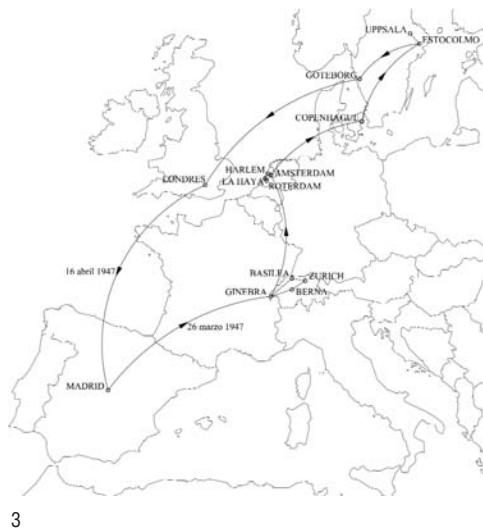 UPPSALA
ESTOCOLMO
GÖTEBORG
COPENHAGUE
HARLEM
AMSTERDAM
LA HAYA
ROTERDAM
LONDRES
16 abril 1947
BASILEA
ZURICH
GINEBRA
BERNA
26 marzo 1947
MADRID
3